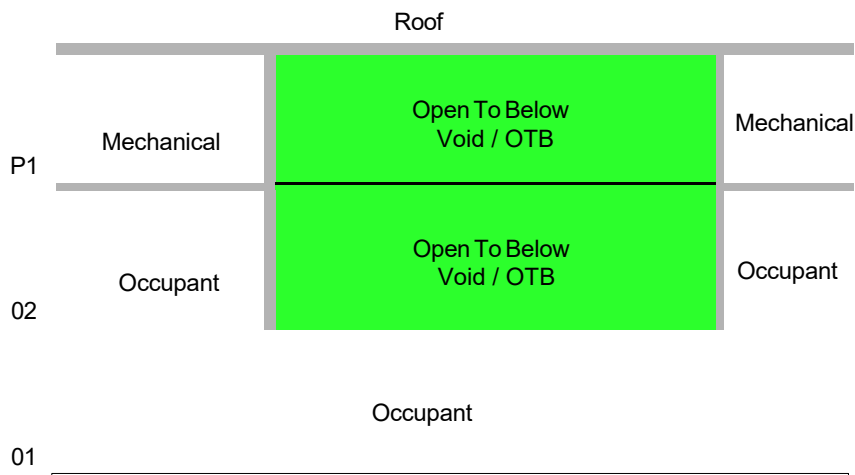 Roof
Open To Below
Void / OTB
Mechanical
Mechanical
P1
Open To Below
Void / OTB
Occupant
Occupant
02
Occupant
01